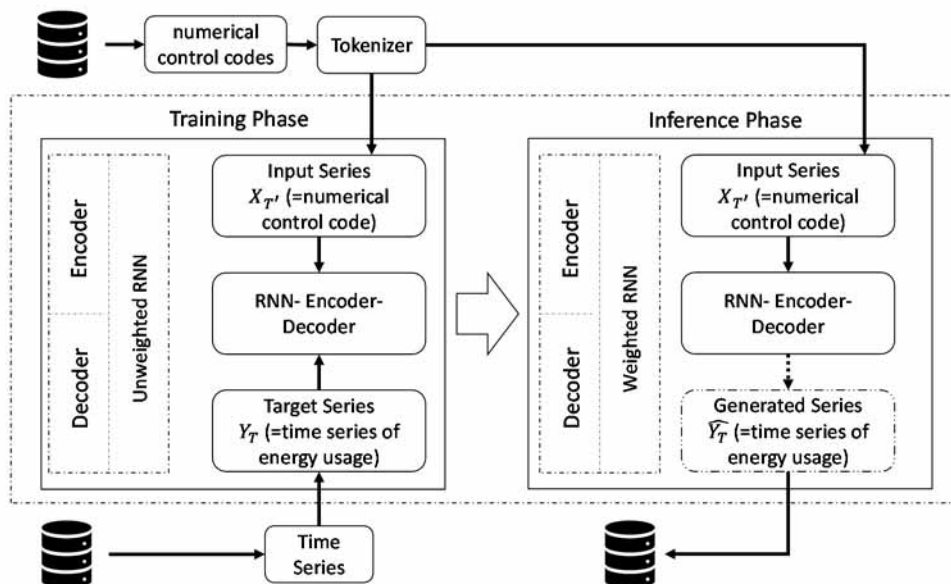 numerical
control codes
Tokenizer
Training Phase
Encoder
Decoder
Unweighted RNN
Input Series
X_T' (=numerical
control code)
RNN- Encoder-
Decoder
Target Series
Y_T (=time series of
energy usage)
Time
Series
Inference Phase
Encoder
Decoder
Weighted RNN
Input Series
X_T' (=numerical
control code)
RNN- Encoder-
Decoder
Generated Series
Ŷ_T (=time series of
energy usage)